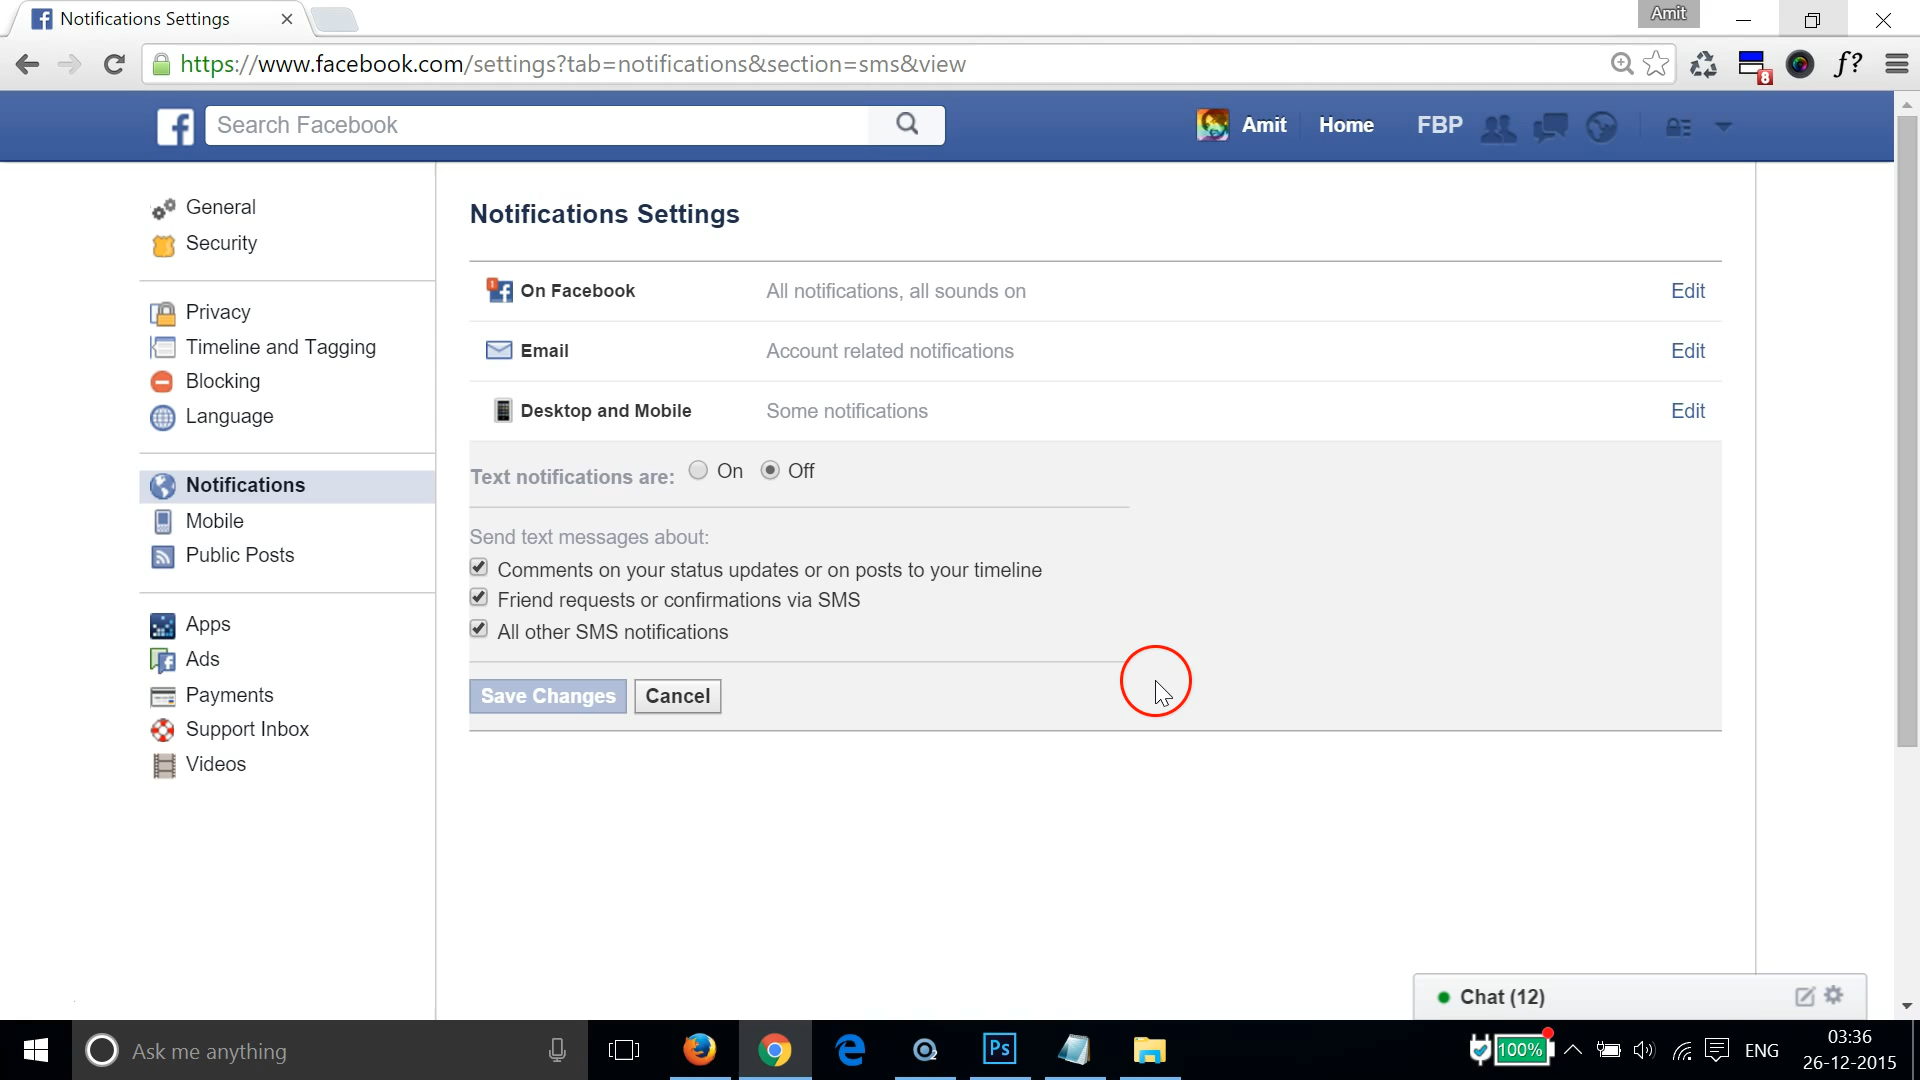 Notifications Settings
Amit
https://www.facebook.com/settings?tab=notifications&section=sms&view
8
f?
Search Facebook
Amit
Home
FBP
General
Security
Privacy
Timeline and Tagging
Blocking
Language
Notifications
Mobile
Public Posts
Apps
Ads
Payments
Support Inbox
Videos
Notifications Settings
1
On Facebook All notifications, all sounds on Edit
Email Account related notifications Edit
Desktop and Mobile Some notifications Edit
Text notifications are: On Off
Send text messages about:
Comments on your status updates or on posts to your timeline
Friend requests or confirmations via SMS
All other SMS notifications
Save Changes Cancel
Chat (12)
Ask me anything
2
Ps
100%
ENG
03:36
26-12-2015